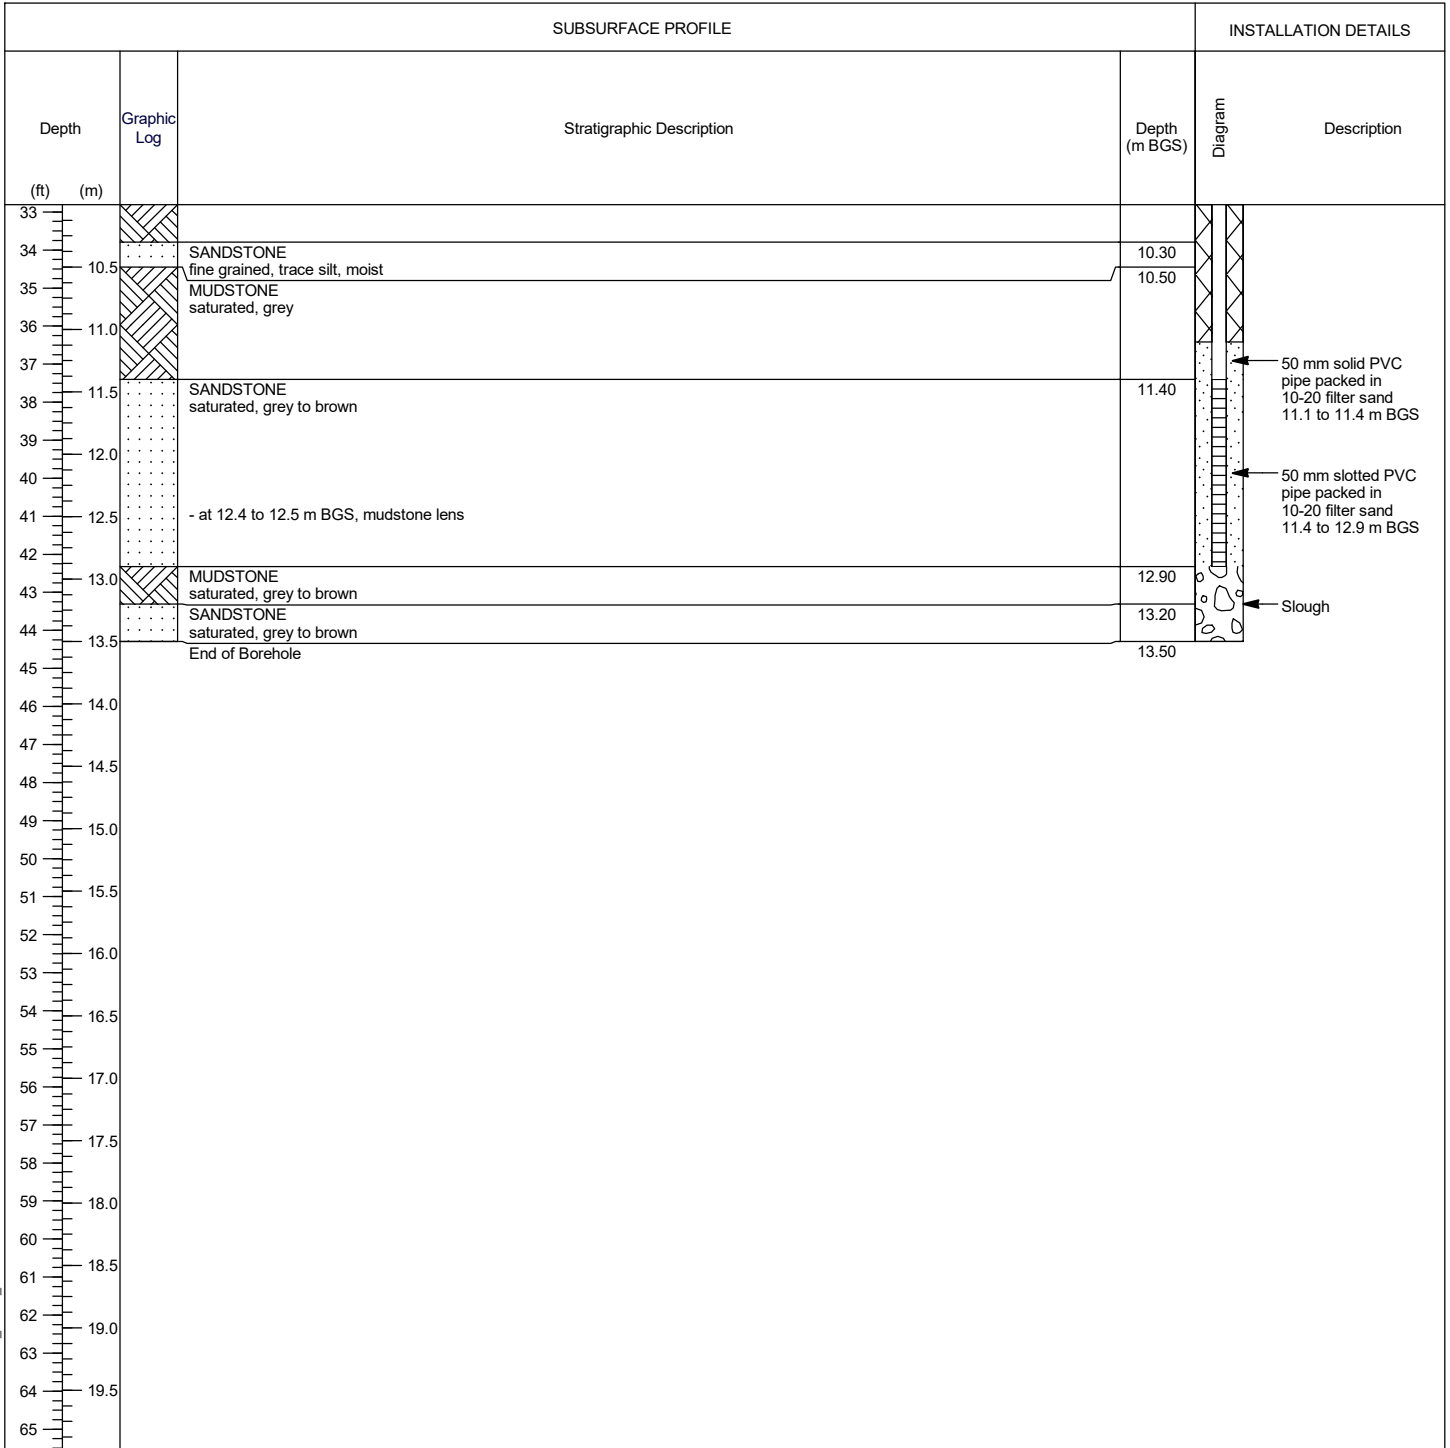 SUBSURFACE PROFILE
INSTALLATION DETAILS
Depth
Graphic
Log
Stratigraphic Description
Depth
(m BGS)
Diagram
Description
(ft) (m)
33
34
35
36
37
38
39
40
41
42
43
44
45
46
47
48
49
50
51
52
53
54
55
56
57
58
59
60
61
62
63
64
65
10.5
11.0
11.5
12.0
12.5
13.0
13.5
14.0
14.5
15.0
15.5
16.0
16.5
17.0
17.5
18.0
18.5
19.0
19.5
SANDSTONE
fine grained, trace silt, moist
MUDSTONE
saturated, grey
SANDSTONE
saturated, grey to brown
- at 12.4 to 12.5 m BGS, mudstone lens
MUDSTONE
saturated, grey to brown
SANDSTONE
saturated, grey to brown
End of Borehole
10.30
10.50
11.40
12.90
13.20
13.50
50 mm solid PVC
pipe packed in
10-20 filter sand
11.1 to 11.4 m BGS
50 mm slotted PVC
pipe packed in
10-20 filter sand
11.4 to 12.9 m BGS
Slough